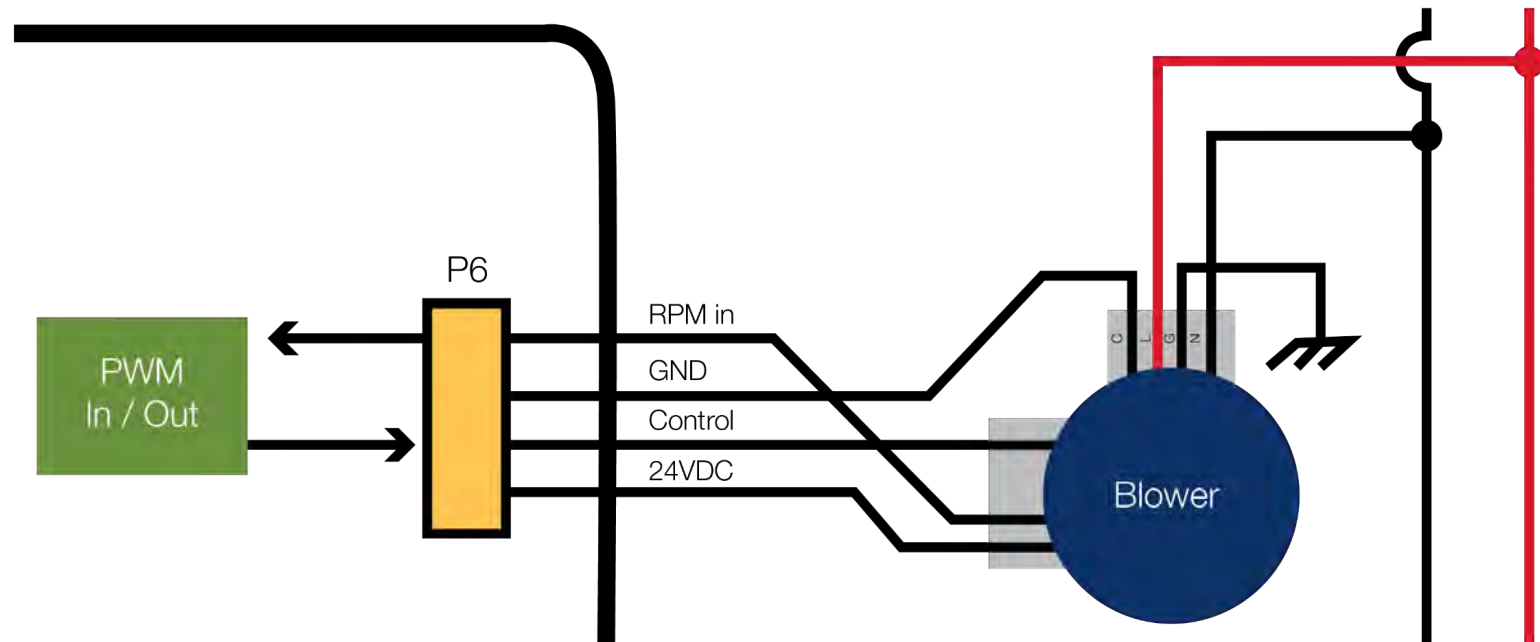 P6
RPM in
GND
Control
24VDC
PWM
In / Out
C
L
G
N
Blower